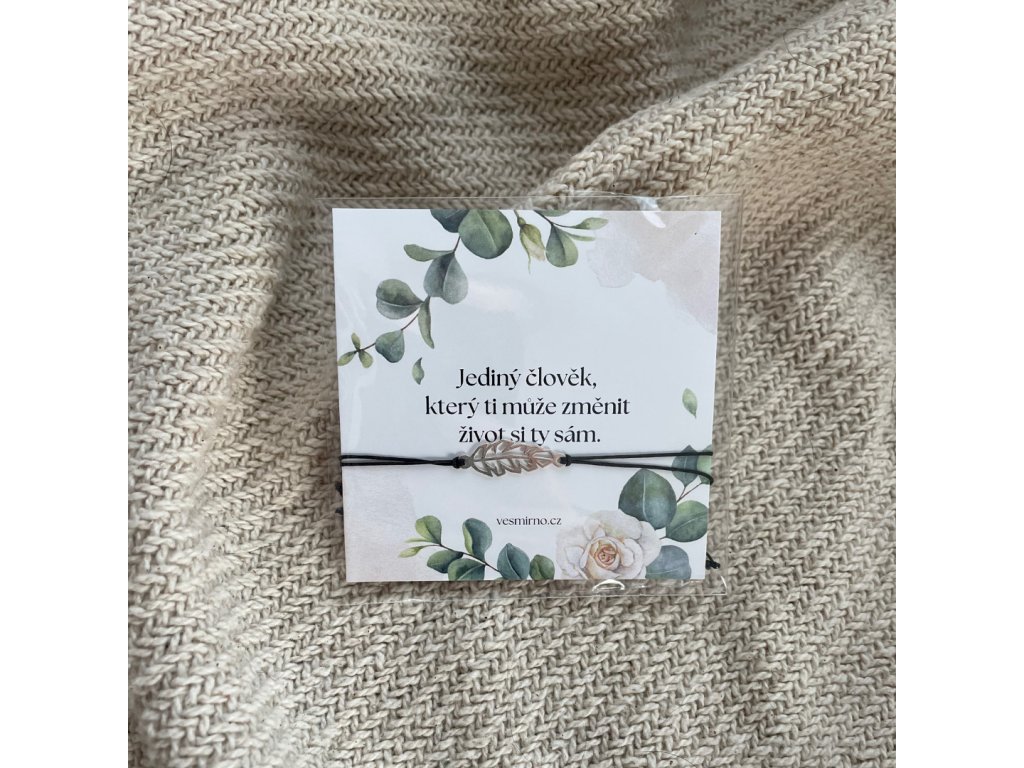 Jediný člověk,
který ti může změnit
život si ty sám.
vesmirno.cz